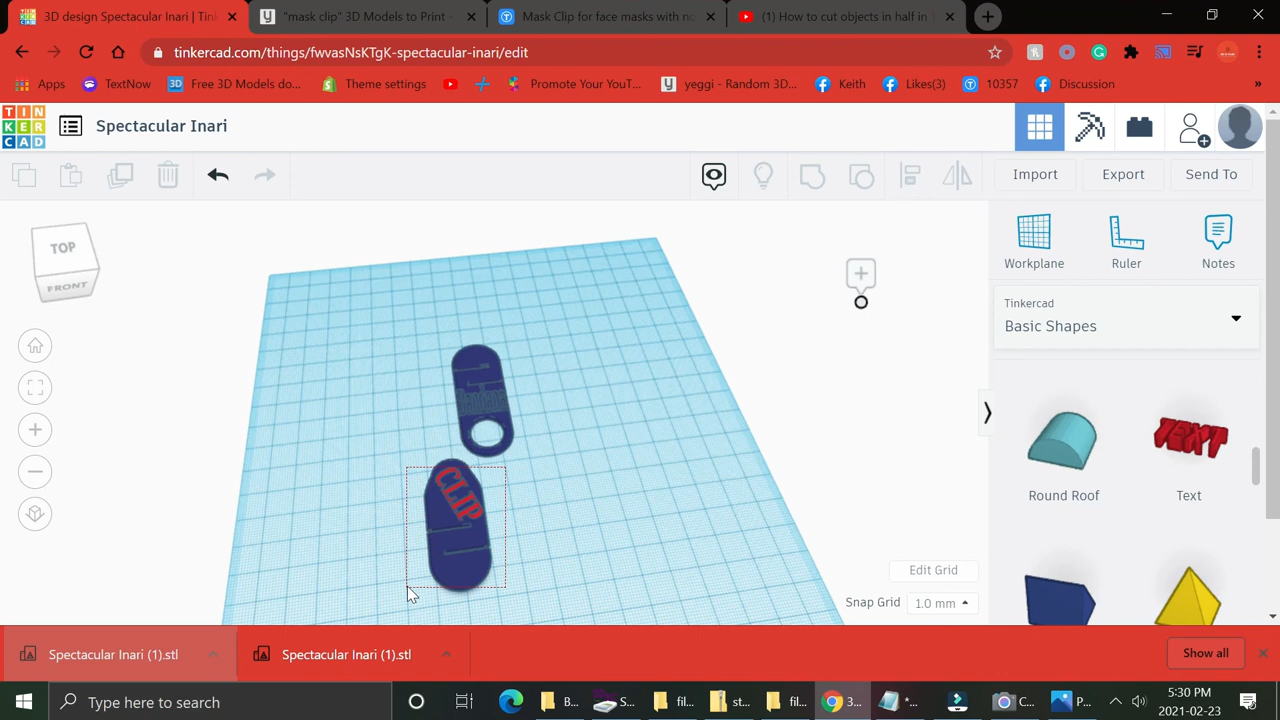 3D design Spectacular Inari | Tin
"mask clip" 3D Models to Print -
Mask Clip for face masks with no
(1) How to cut objects in half in
tinkercad.com/things/fwvasNsKTgK-spectacular-inari/edit
Apps
TextNow
Free 3D Models do...
Theme settings
Promote Your YouT...
yeggi - Random 3D...
Keith
Likes(3)
10357
Discussion
»
TIN
KER
CAD
Spectacular Inari
Import
Export
Send To
TOP
FRONT
Workplane
Ruler
Notes
Tinkercad
Basic Shapes
CLIP
TEXT
Round Roof
Text
Edit Grid
Snap Grid
1.0 mm
Spectacular Inari (1).stl
Spectacular Inari (1).stl
Show all
Type here to search
B...
S...
fil...
st...
fil...
3...
*...
C...
P...
5:30 PM
2021-02-23